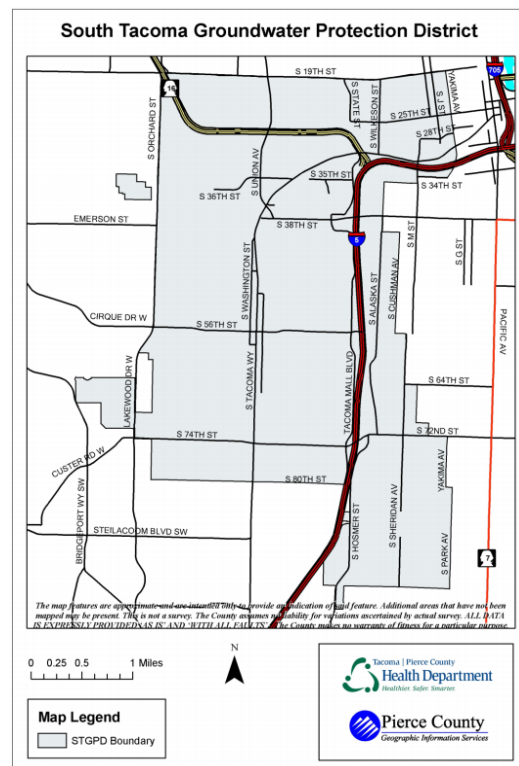 South Tacoma Groundwater Protection District
S 19TH ST
705
16
S ORCHARD ST
S STATE ST
S WILKESON ST
S J ST
YAKIMA AV
S 25TH ST
S 28TH ST
S UNION AV
S 35TH ST
S 36TH ST
S 34TH ST
EMERSON ST
S 38TH ST
S M ST
5
S G ST
S WASHINGTON ST
S ALASKA ST
S CUSHMAN AV
CIRQUE DR W
S 56TH ST
PACIFIC AV
LAKEWOOD DR W
S TACOMA WY
TACOMA MALL BLVD
S 64TH ST
S 74TH ST
S 72ND ST
CUSTER RD W
YAKIMA AV
S 80TH ST
BRIDGEPORT WY SW
STEILACOOM BLVD SW
S HOSMER ST
S SHERIDAN AV
S PARK AV
7
The map features are approximate and are intended only to provide an indication of said feature. Additional areas that have not been
mapped may be present. This is not a survey. The County assumes no liability for variations ascertained by actual survey. ALL DATA
IS EXPRESSLY PROVIDED 'AS IS' AND 'WITH ALL FAULTS'. The County makes no warranty of fitness for a particular purpose.
0 0.25 0.5 1 Miles
N
Map Legend
STGPD Boundary
Tacoma | Pierce County
Health Department
Healthier Safer Smarter
Pierce County
Geographic Information Services